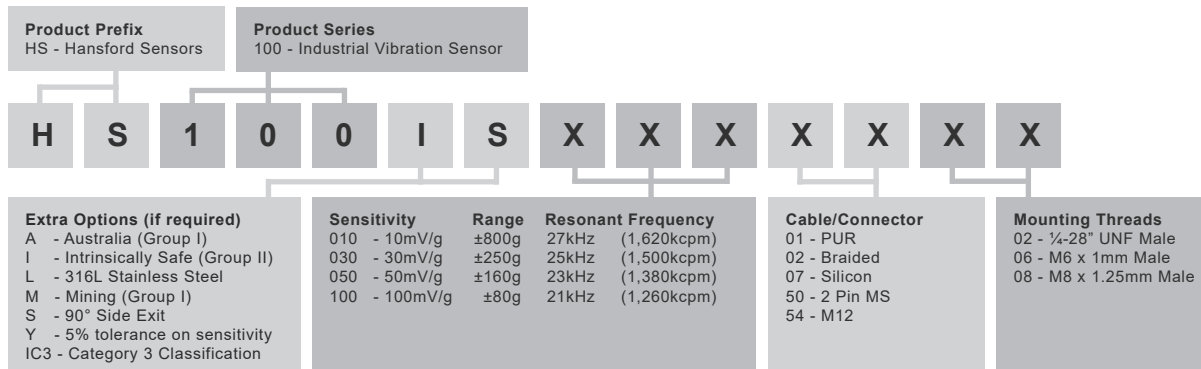 Product Prefix
HS - Hansford Sensors
Product Series
100 - Industrial Vibration Sensor
H S 1 0 0 I S X X X X X X X
Extra Options (if required)
A - Australia (Group I)
I - Intrinsically Safe (Group II)
L - 316L Stainless Steel
M - Mining (Group I)
S - 90° Side Exit
Y - 5% tolerance on sensitivity
IC3 - Category 3 Classification
Sensitivity Range Resonant Frequency
010 - 10mV/g ±800g 27kHz (1,620kcpm)
030 - 30mV/g ±250g 25kHz (1,500kcpm)
050 - 50mV/g ±160g 23kHz (1,380kcpm)
100 - 100mV/g ±80g 21kHz (1,260kcpm)
Cable/Connector
01 - PUR
02 - Braided
07 - Silicon
50 - 2 Pin MS
54 - M12
Mounting Threads
02 - ¼-28” UNF Male
06 - M6 x 1mm Male
08 - M8 x 1.25mm Male